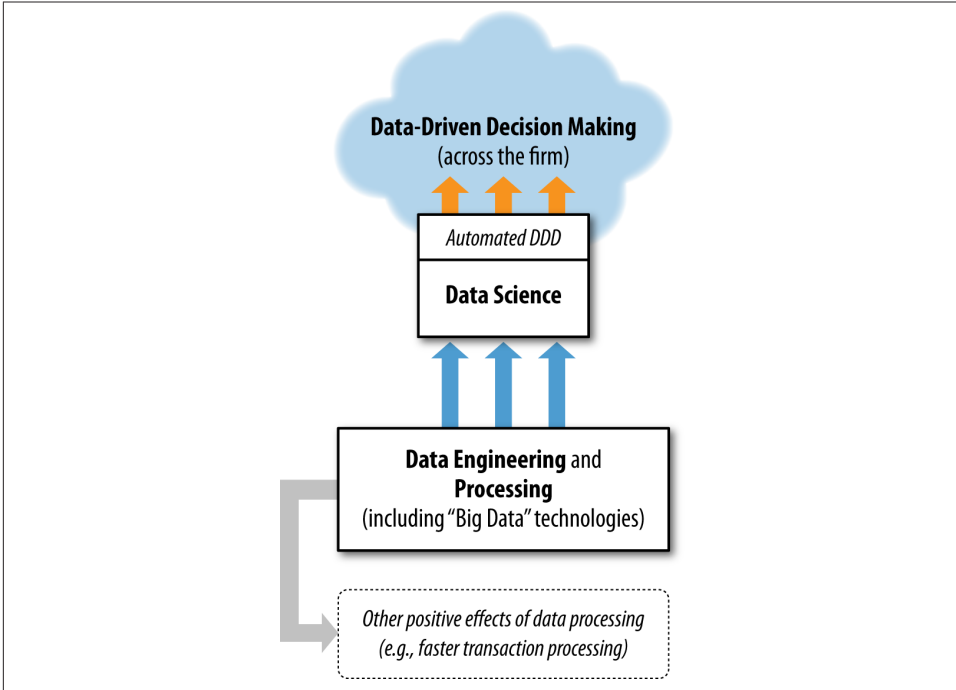 Data-Driven Decision Making
(across the firm)
Automated DDD
Data Science
Data Engineering and
Processing
(including “Big Data” technologies)
Other positive effects of data processing
(e.g., faster transaction processing)